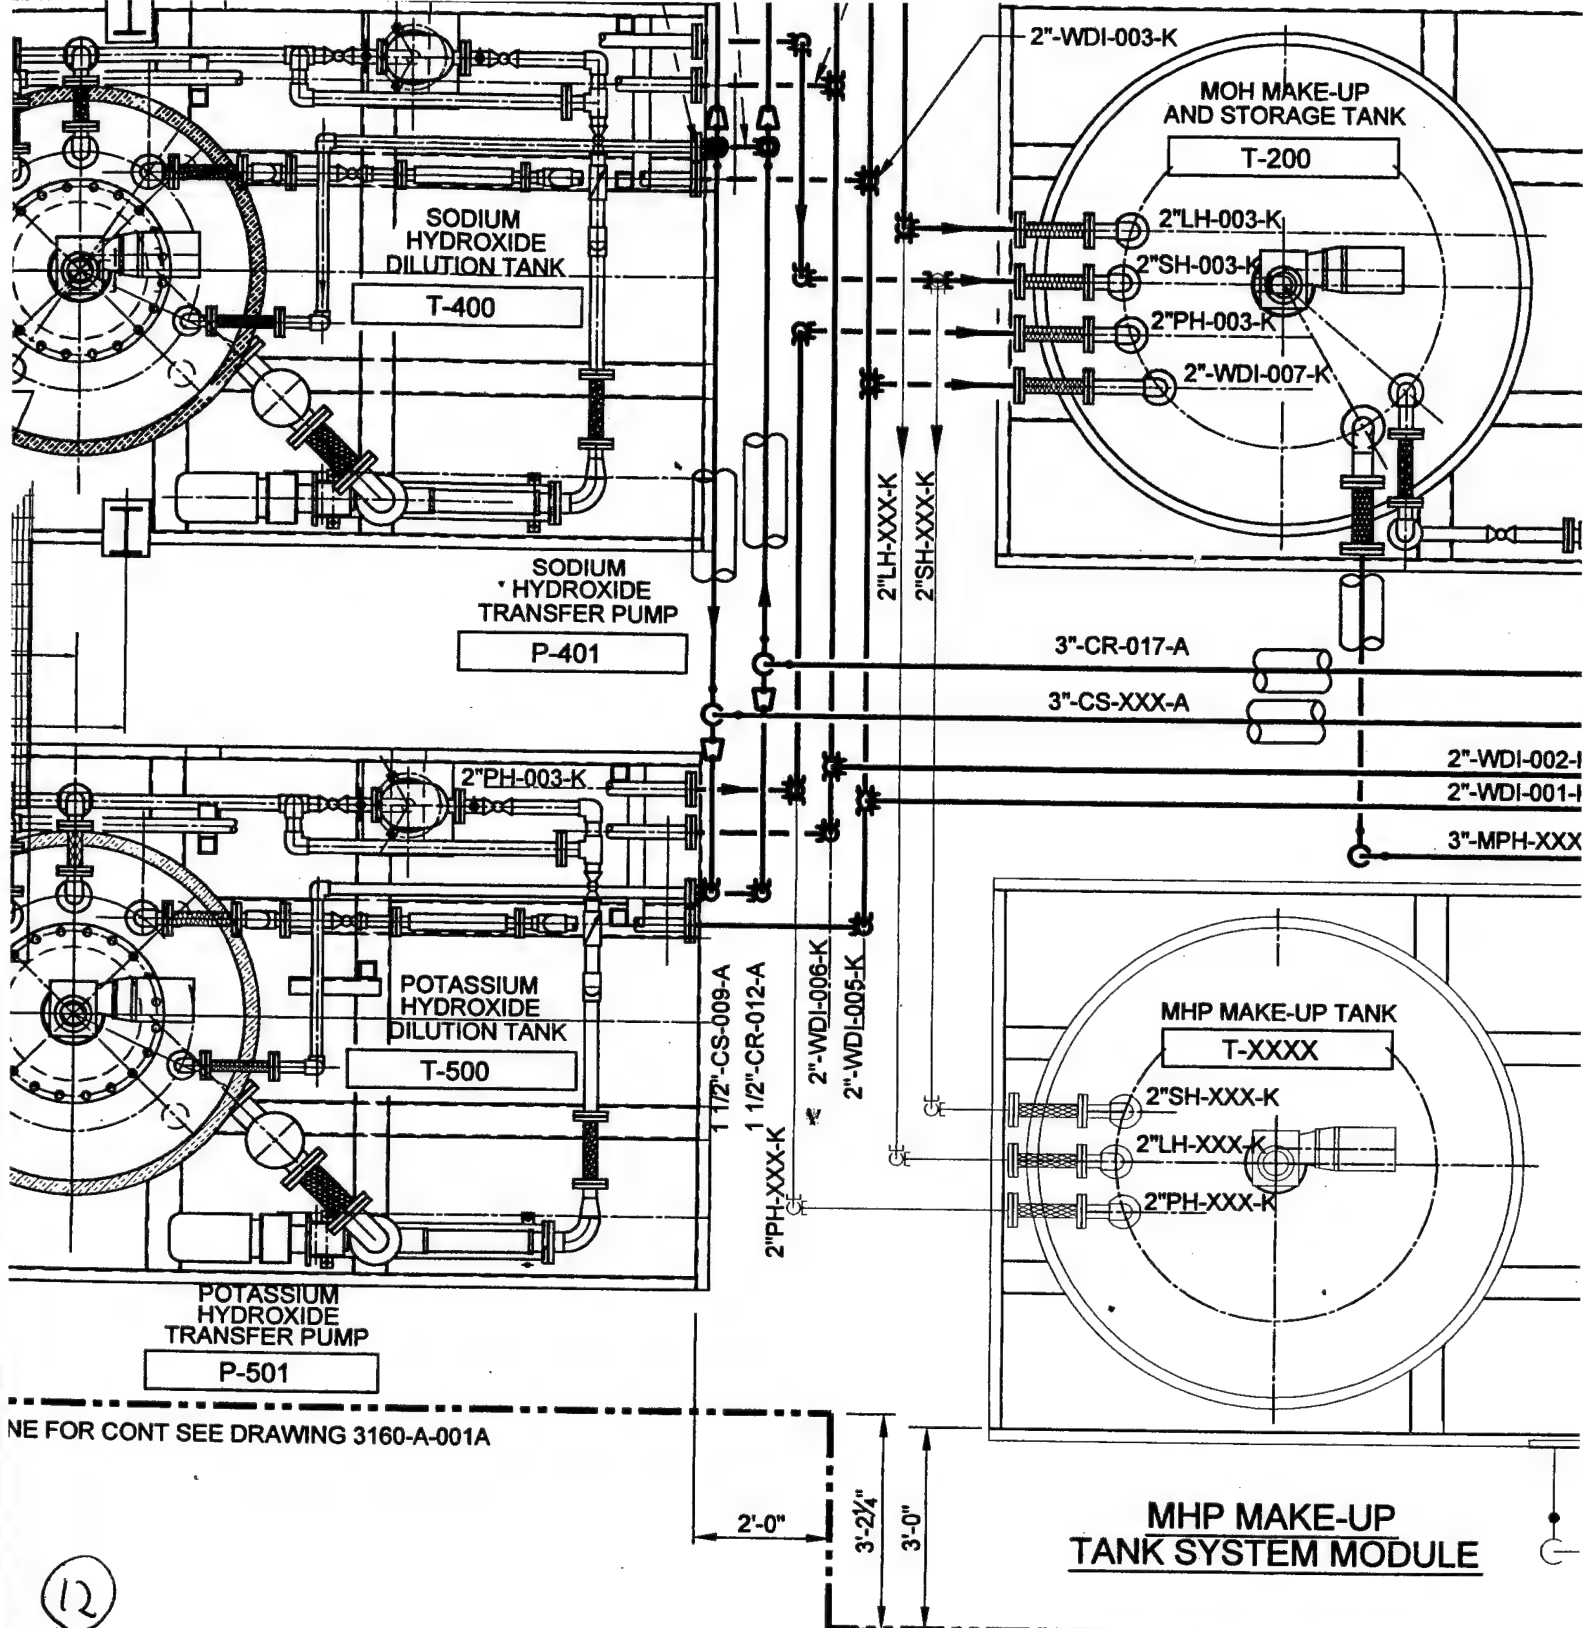 2"-WDI-003-K
MOH MAKE-UP
AND STORAGE TANK
T-200
2"LH-003-K
2"SH-003-K
2"PH-003-K
2"-WDI-007-K
SODIUM
HYDROXIDE
DILUTION TANK
T-400
2"LH-XXX-K
2"SH-XXX-K
SODIUM
HYDROXIDE
TRANSFER PUMP
P-401
3"-CR-017-A
3"-CS-XXX-A
2"-WDI-002-
2"-WDI-001-
3"-MPH-XXX
2"PH-003-K
POTASSIUM
HYDROXIDE
DILUTION TANK
T-500
1 1/2"-CS-009-A
1 1/2"-CR-012-A
2"-WDI-006-K
2"-WDI-005-K
2"PH-XXX-K
MHP MAKE-UP TANK
T-XXXX
2"SH-XXX-K
2"LH-XXX-K
2"PH-XXX-K
POTASSIUM
HYDROXIDE
TRANSFER PUMP
P-501
NE FOR CONT SEE DRAWING 3160-A-001A
2'-0"
3'-2¼"
3'-0"
MHP MAKE-UP
TANK SYSTEM MODULE
12